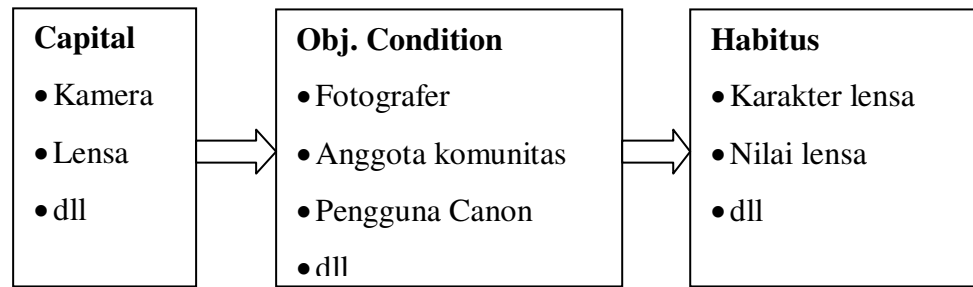 Capital
• Kamera
• Lensa
• dll
Obj. Condition
• Fotografer
• Anggota komunitas
• Pengguna Canon
• dll
Habitus
• Karakter lensa
• Nilai lensa
• dll